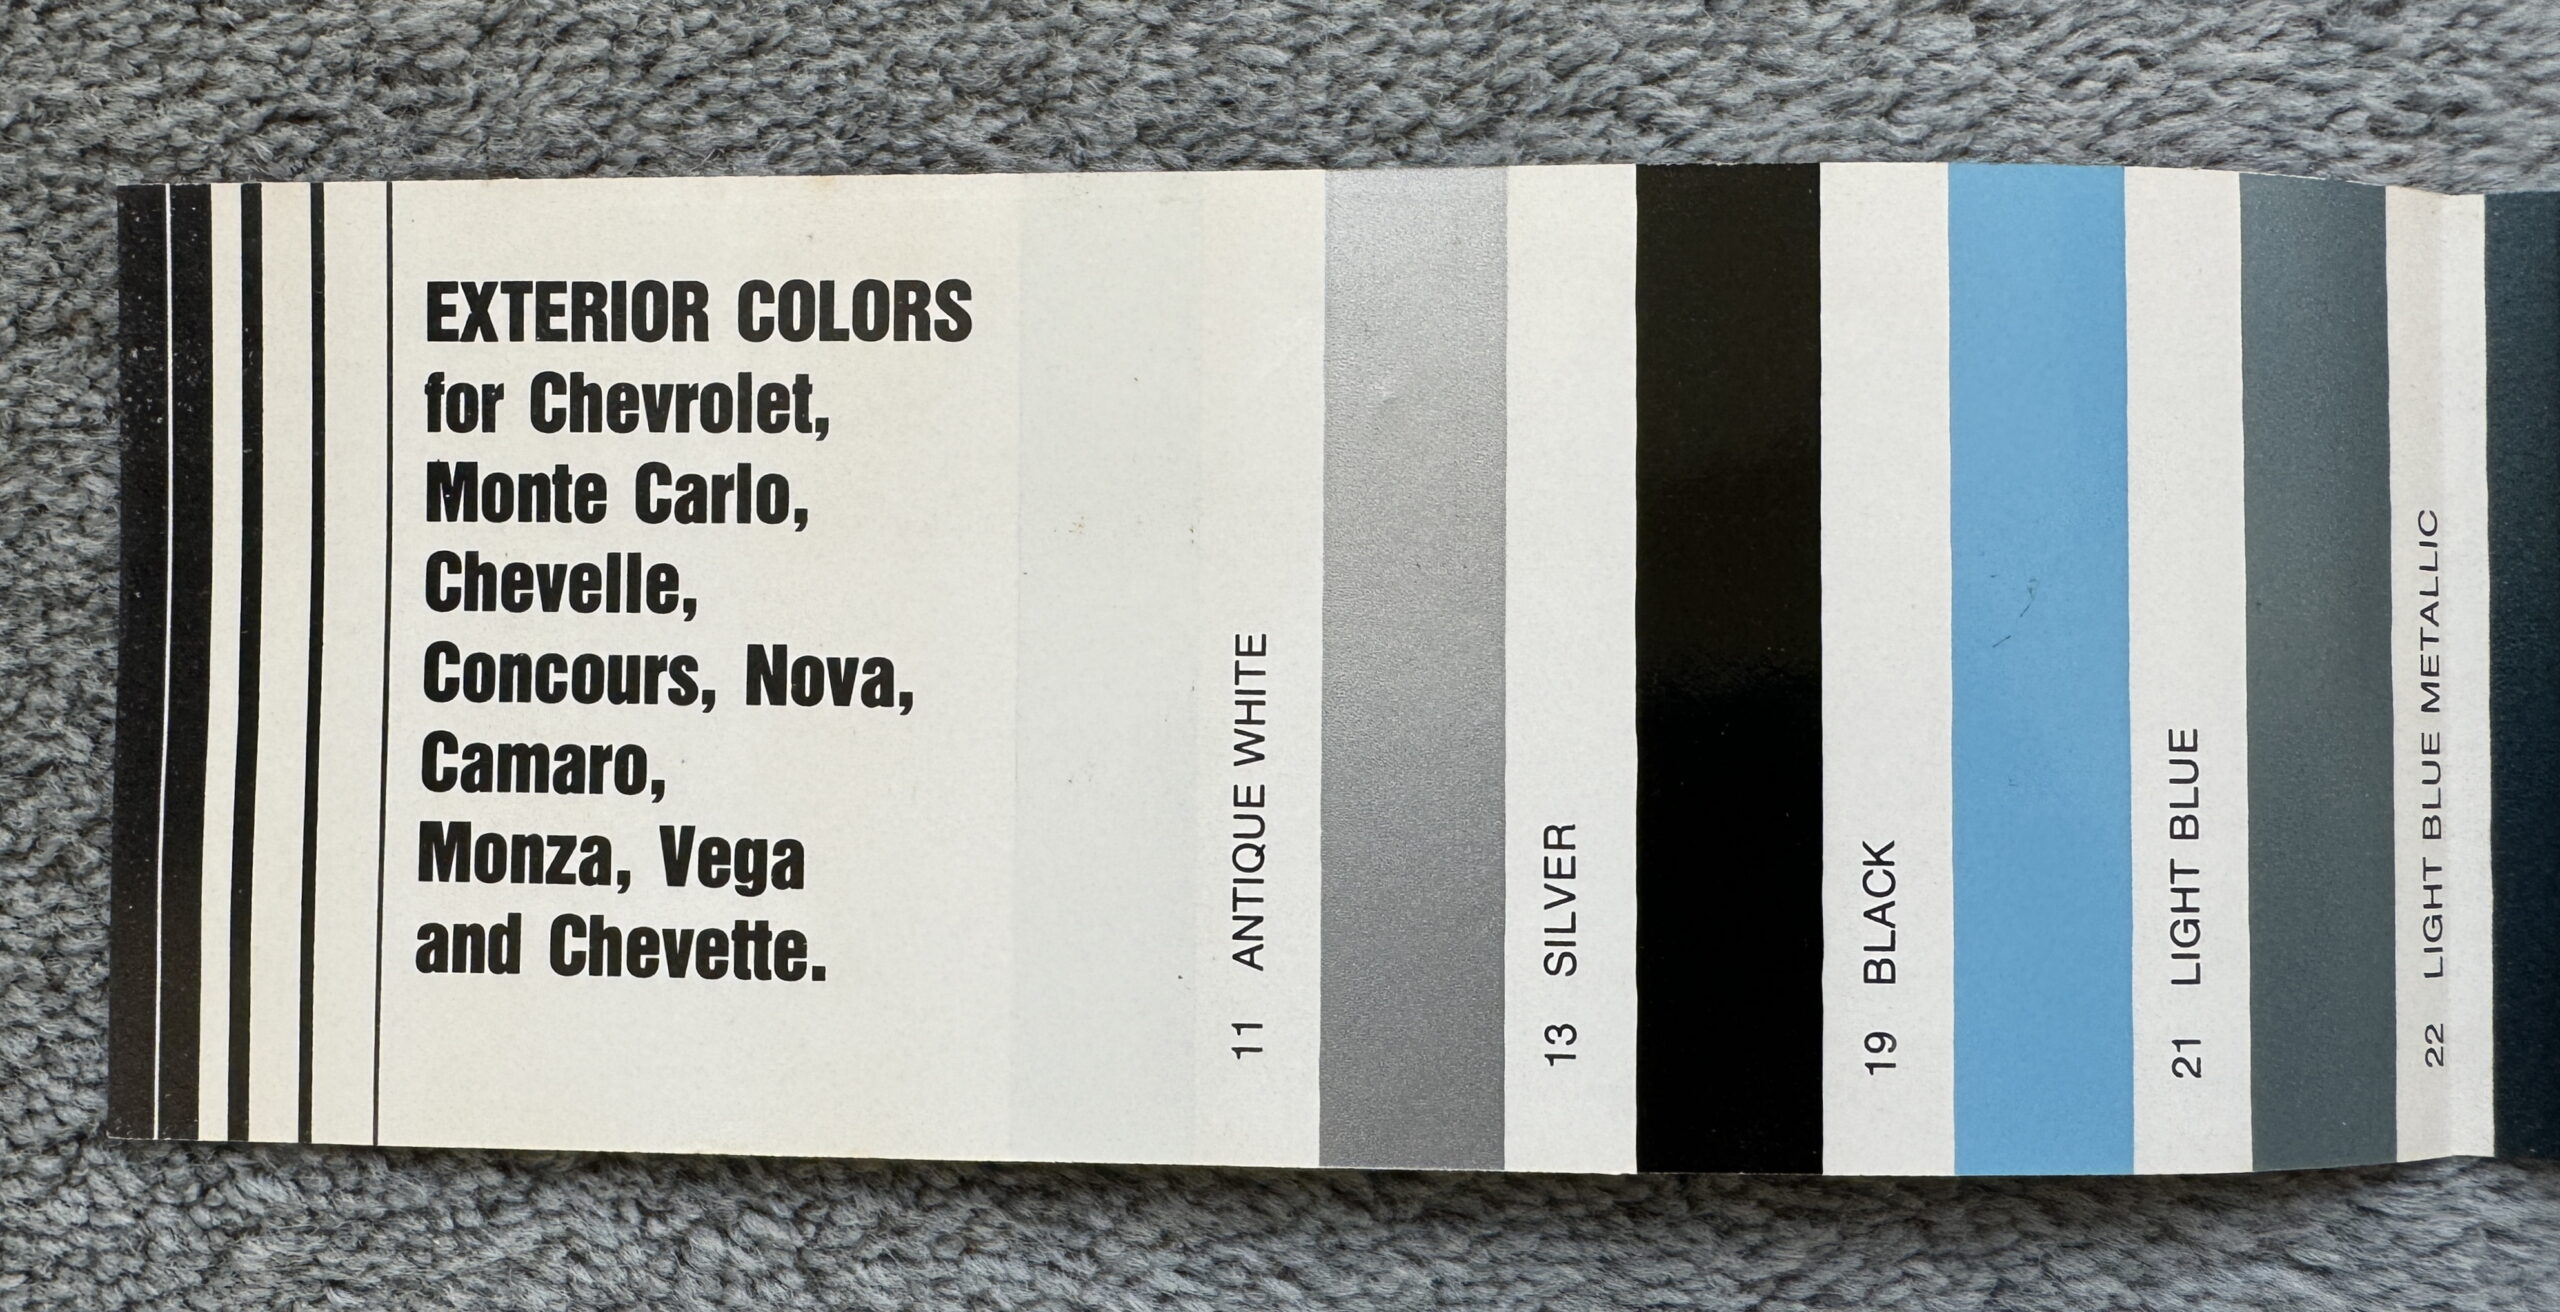 EXTERIOR COLORS
for Chevrolet,
Monte Carlo,
Chevelle,
Concours, Nova,
Camaro,
Monza, Vega
and Chevette.
11 ANTIQUE WHITE
13 SILVER
19 BLACK
21 LIGHT BLUE
22 LIGHT BLUE METALLIC